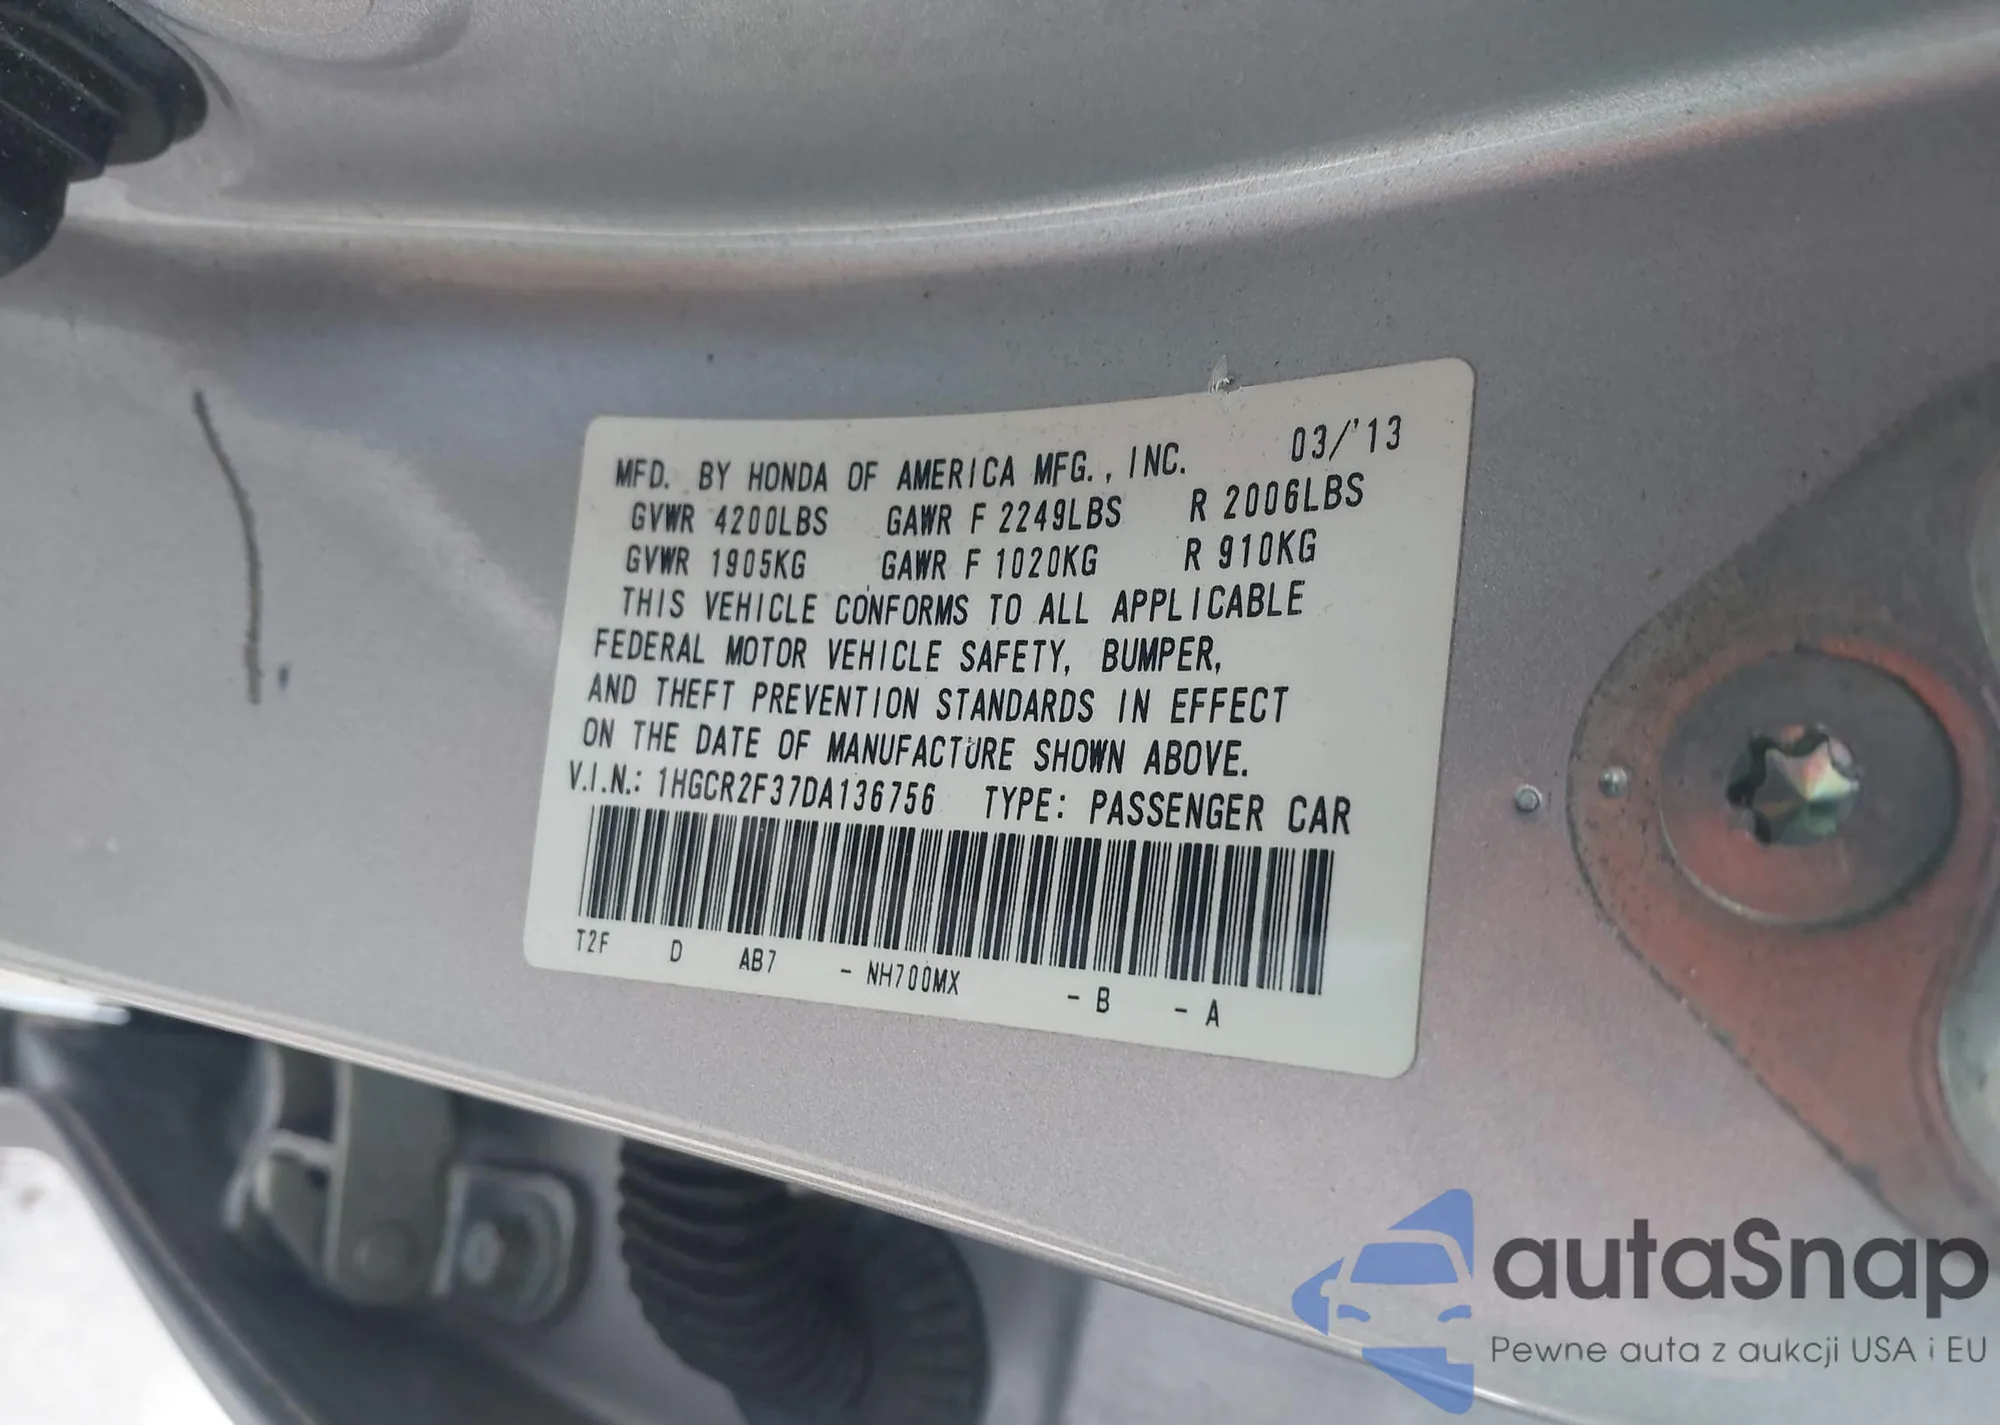 MFD. BY HONDA OF AMERICA MFG., INC. 03/'13
GVWR 4200LBS GAWR F 2249LBS R 2006LBS
GVWR 1905KG GAWR F 1020KG R 910KG
THIS VEHICLE CONFORMS TO ALL APPLICABLE
FEDERAL MOTOR VEHICLE SAFETY, BUMPER,
AND THEFT PREVENTION STANDARDS IN EFFECT
ON THE DATE OF MANUFACTURE SHOWN ABOVE.
V.I.N.: 1HGCR2F37DA136756 TYPE: PASSENGER CAR
T2F D AB7 - NH700MX - B - A
autaSnap
Pewne auta z aukcji USA i EU